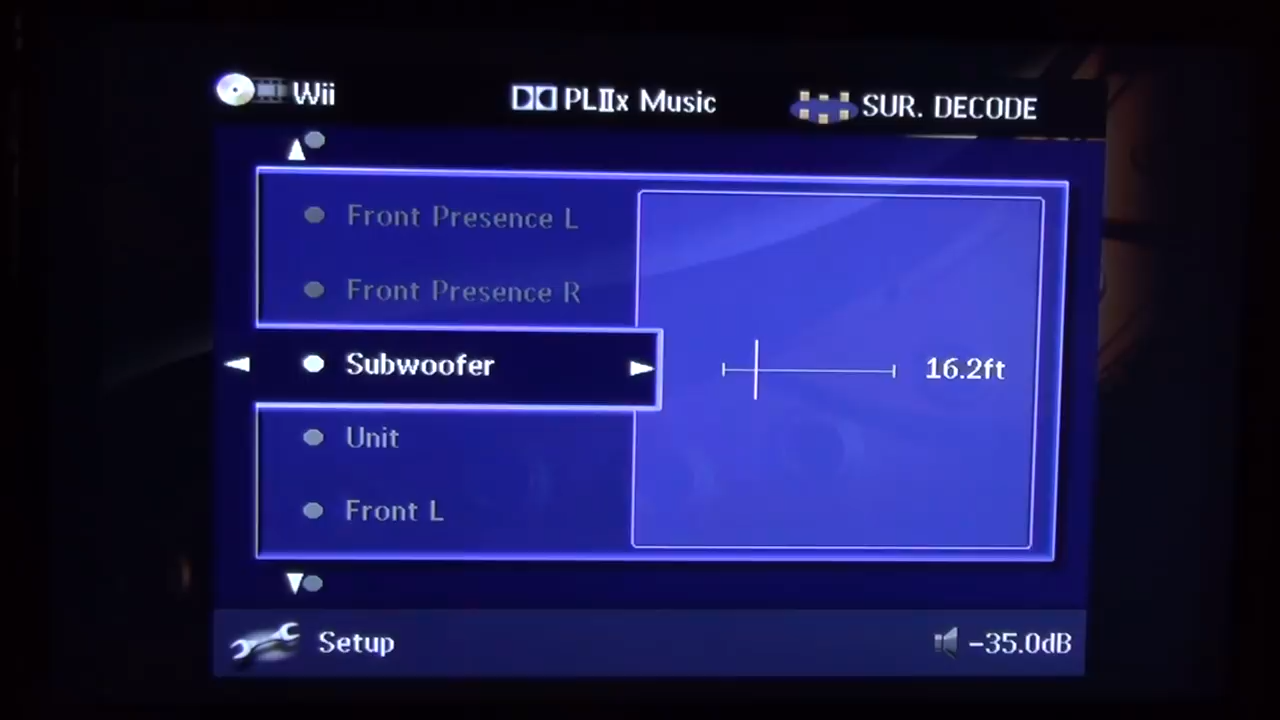 Wii
PLIIx Music
SUR. DECODE
Front Presence L
Front Presence R
Subwoofer
16.2ft
Unit
Front L
Setup
-35.0dB